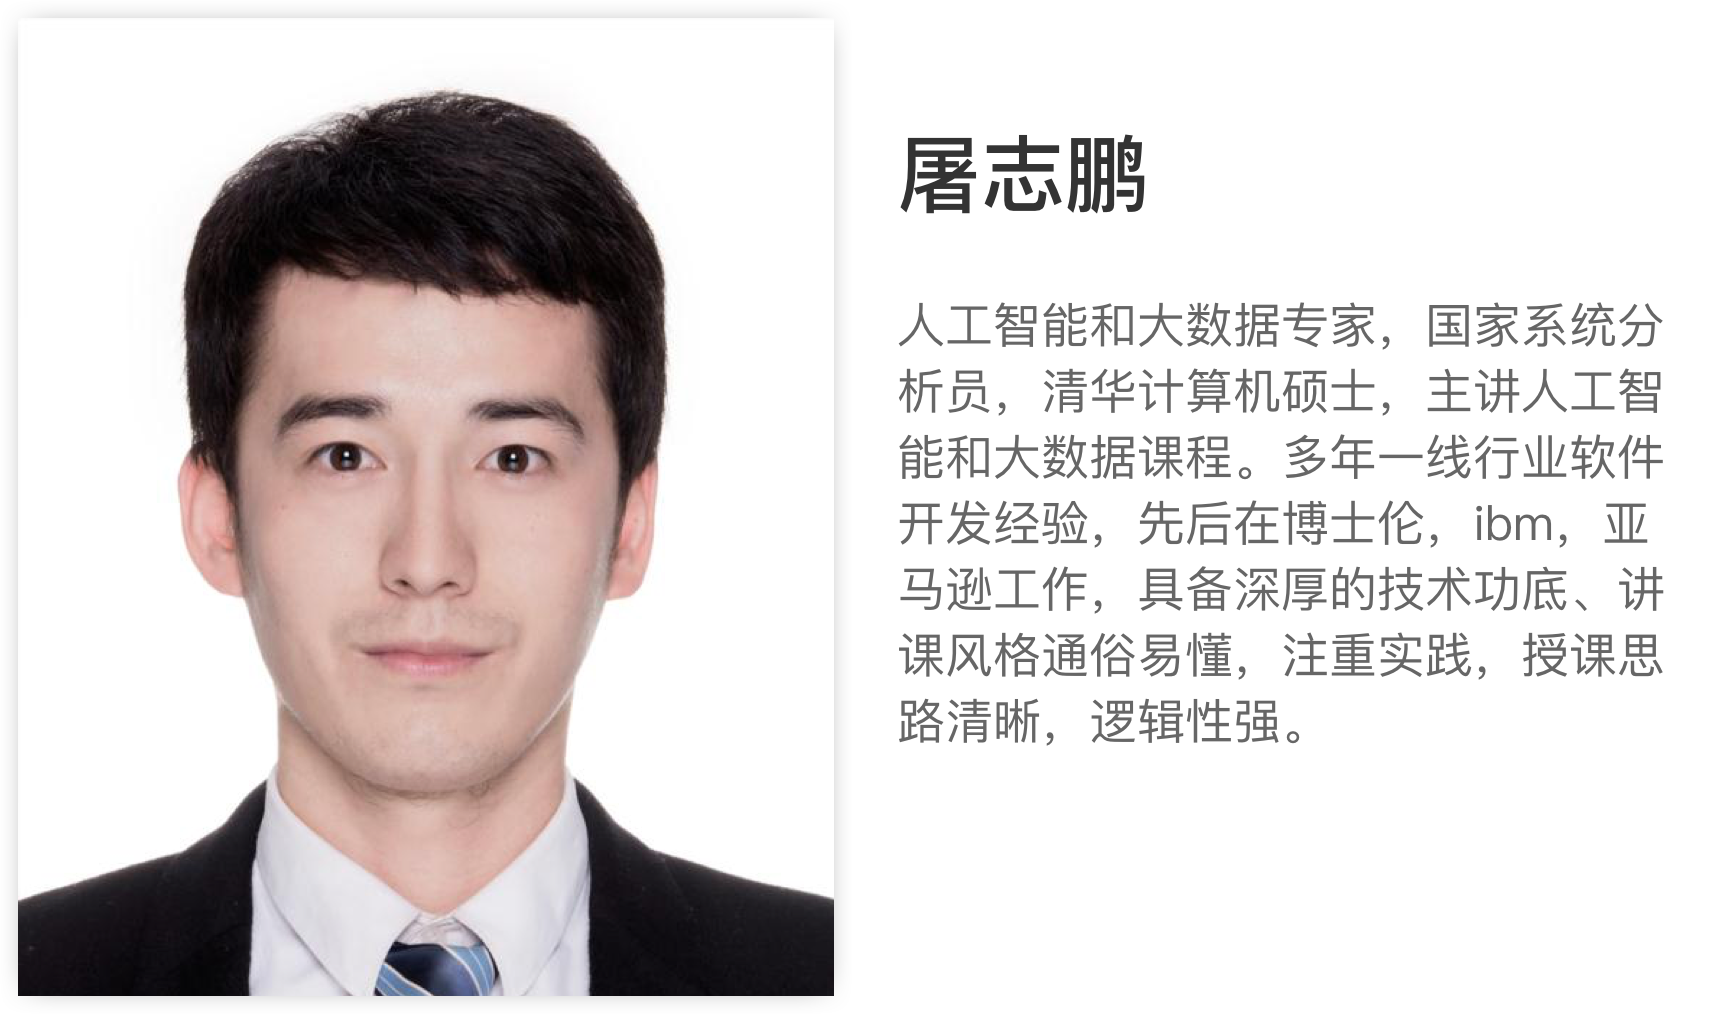 屠志鹏
人工智能和大数据专家，国家系统分
析员，清华计算机硕士，主讲人工智
能和大数据课程。多年一线行业软件
开发经验，先后在博士伦，ibm，亚
马逊工作，具备深厚的技术功底、讲
课风格通俗易懂，注重实践，授课思
路清晰，逻辑性强。